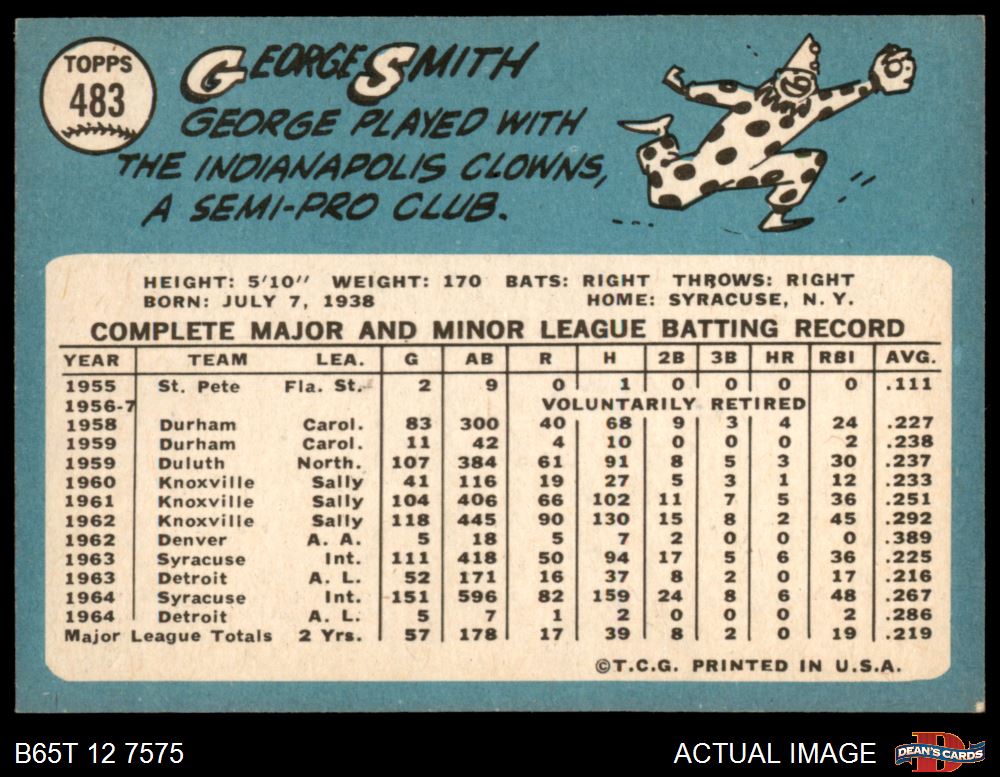 TOPPS
483
GEORGE SMITH
GEORGE PLAYED WITH
THE INDIANAPOLIS CLOWNS,
A SEMI-PRO CLUB.
HEIGHT: 5'10" WEIGHT: 170 BATS: RIGHT THROWS: RIGHT
BORN: JULY 7, 1938 HOME: SYRACUSE, N. Y.
COMPLETE MAJOR AND MINOR LEAGUE BATTING RECORD
YEAR TEAM LEA. G AB R H 2B 3B HR RBI AVG.
1955 St. Pete Fla. St. 2 9 0 1 0 0 0 0 .111
1956-7 VOLUNTARILY RETIRED
1958 Durham Carol. 83 300 40 68 9 3 4 24 .227
1959 Durham Carol. 11 42 4 10 0 0 0 2 .238
1959 Duluth North. 107 384 61 91 8 5 3 30 .237
1960 Knoxville Sally 41 116 19 27 5 3 1 12 .233
1961 Knoxville Sally 104 406 66 102 11 7 5 36 .251
1962 Knoxville Sally 118 445 90 130 15 8 2 45 .292
1962 Denver A. A. 5 18 5 7 2 0 0 0 .389
1963 Syracuse Int. 111 418 50 94 17 5 6 36 .225
1963 Detroit A. L. 52 171 16 37 8 2 0 17 .216
1964 Syracuse Int. 151 596 82 159 24 8 6 48 .267
1964 Detroit A. L. 5 7 1 2 0 0 0 2 .286
Major League Totals 2 Yrs. 57 178 17 39 8 2 0 19 .219
©T.C.G. PRINTED IN U.S.A.
B65T 12 7575 ACTUAL IMAGE D DEAN'S CARDS